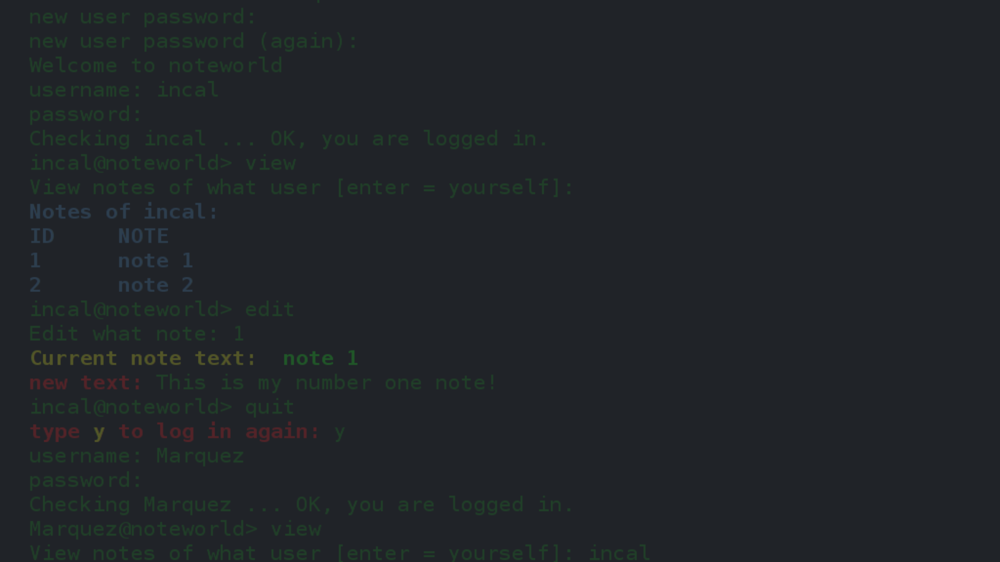 new user password:
new user password (again):
Welcome to noteworld
username: incal
password:
Checking incal ... OK, you are logged in.
incal@noteworld> view
View notes of what user [enter = yourself]:
Notes of incal:
ID     NOTE
1      note 1
2      note 2
incal@noteworld> edit
Edit what note: 1
Current note text:  note 1
new text: This is my number one note!
incal@noteworld> quit
type y to log in again: y
username: Marquez
password:
Checking Marquez ... OK, you are logged in.
Marquez@noteworld> view
View notes of what user [enter = yourself]: incal